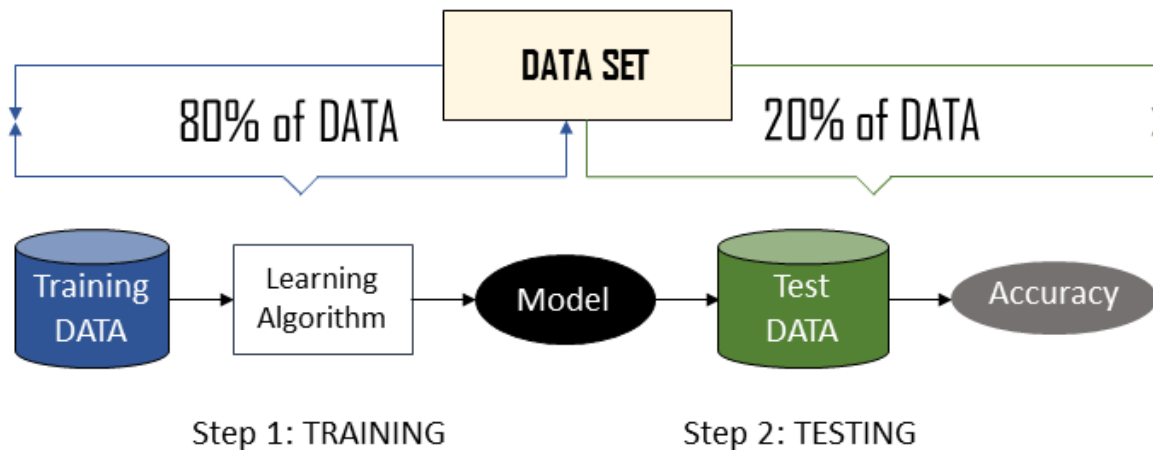 DATA SET
80% of DATA
20% of DATA
Training
DATA
Learning
Algorithm
Model
Test
DATA
Accuracy
Step 1: TRAINING
Step 2: TESTING